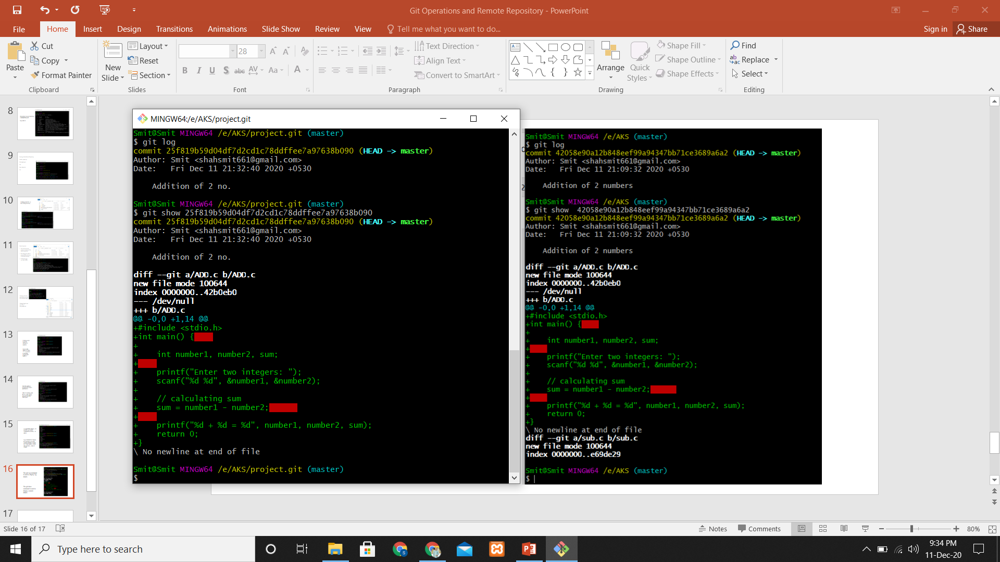 Git Operations and Remote Repository - PowerPoint
File Home Insert Design Transitions Animations Slide Show Review View Tell me what you want to do... Sign in Share
Paste
Cut
Copy
Format Painter
Clipboard
New Slide
Layout
Reset
Section
Slides
28
B I U S abc AV Aa A
Font
Text Direction
Align Text
Convert to SmartArt
Paragraph
Arrange
Quick Styles
Shape Fill
Shape Outline
Shape Effects
Drawing
Find
Replace
Select
Editing
8
9
10
11
12
13
14
15
16
17
MINGW64:/e/AKS/project.git
Smit@Smit MINGW64 /e/AKS/project.git (master)
$ git log
commit 25f819b59d04df7d2cd1c78ddffee7a97638b090 (HEAD -> master)
Author: Smit <shahsmit661@gmail.com>
Date:   Fri Dec 11 21:32:40 2020 +0530
Addition of 2 no.
Smit@Smit MINGW64 /e/AKS/project.git (master)
$ git show 25f819b59d04df7d2cd1c78ddffee7a97638b090
commit 25f819b59d04df7d2cd1c78ddffee7a97638b090 (HEAD -> master)
Author: Smit <shahsmit661@gmail.com>
Date:   Fri Dec 11 21:32:40 2020 +0530
Addition of 2 no.
diff --git a/ADD.c b/ADD.c
new file mode 100644
index 0000000..42b0eb0
--- /dev/null
+++ b/ADD.c
@@ -0,0 +1,14 @@
+#include <stdio.h>
+int main() {
+
+    int number1, number2, sum;
+
+    printf("Enter two integers: ");
+    scanf("%d %d", &number1, &number2);
+
+    // calculating sum
+    sum = number1 - number2;
+
+    printf("%d + %d = %d", number1, number2, sum);
+    return 0;
+}
\ No newline at end of file
Smit@Smit MINGW64 /e/AKS/project.git (master)
$
Smit@Smit MINGW64 /e/AKS (master)
$ git log
commit 42058e90a12b848eef99a94347bb71ce3689a6a2 (HEAD -> master)
Author: Smit <shahsmit661@gmail.com>
Date:   Fri Dec 11 21:09:32 2020 +0530
Addition of 2 numbers
Smit@Smit MINGW64 /e/AKS (master)
$ git show  42058e90a12b848eef99a94347bb71ce3689a6a2
commit 42058e90a12b848eef99a94347bb71ce3689a6a2 (HEAD -> master)
Author: Smit <shahsmit661@gmail.com>
Date:   Fri Dec 11 21:09:32 2020 +0530
Addition of 2 numbers
diff --git a/ADD.c b/ADD.c
new file mode 100644
index 0000000..42b0eb0
--- /dev/null
+++ b/ADD.c
@@ -0,0 +1,14 @@
+#include <stdio.h>
+int main() {
+
+    int number1, number2, sum;
+
+    printf("Enter two integers: ");
+    scanf("%d %d", &number1, &number2);
+
+    // calculating sum
+    sum = number1 - number2;
+
+    printf("%d + %d = %d", number1, number2, sum);
+    return 0;
+}
\ No newline at end of file
diff --git a/sub.c b/sub.c
new file mode 100644
index 0000000..e69de29
Smit@Smit MINGW64 /e/AKS (master)
$
Slide 16 of 17
Notes Comments 80%
Type here to search
9:34 PM
11-Dec-20